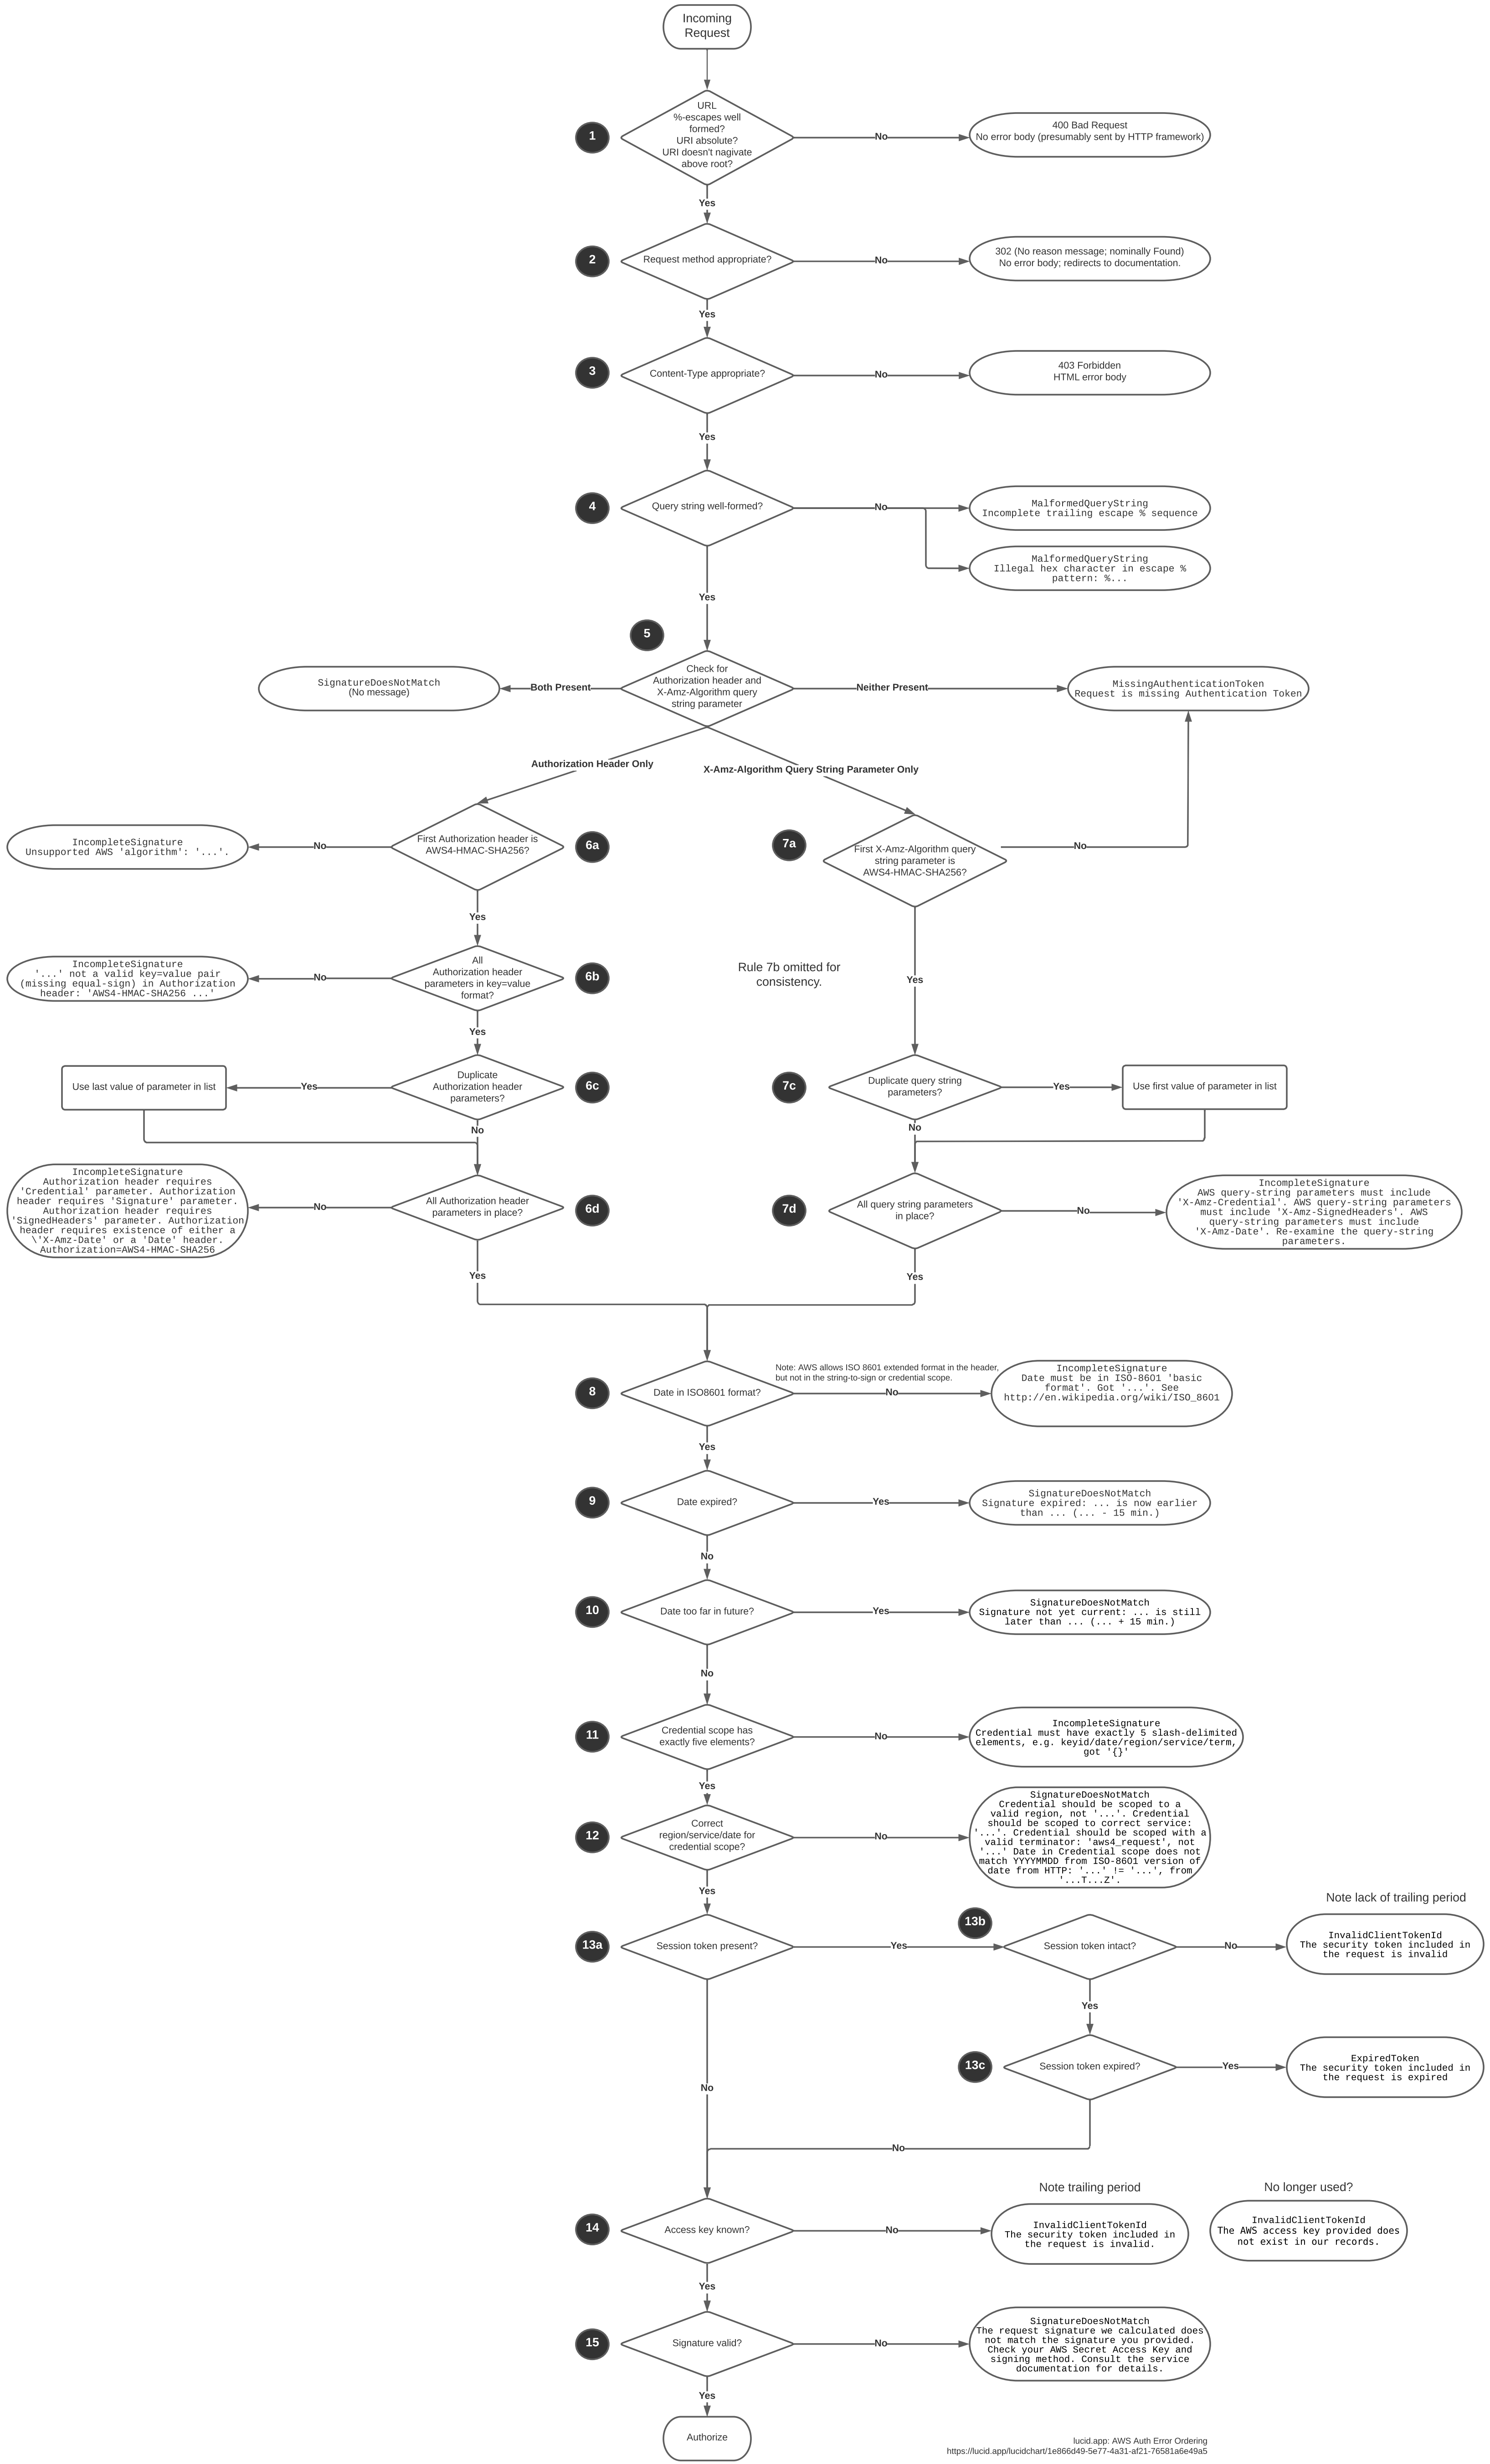 Incoming
Request
1
URL
%-escapes well
formed?
URI absolute?
URI doesn't nagivate
above root?
No
400 Bad Request
No error body (presumably sent by HTTP framework)
Yes
2
Request method appropriate?
No
302 (No reason message; nominally Found)
No error body; redirects to documentation.
Yes
3
Content-Type appropriate?
No
403 Forbidden
HTML error body
Yes
4
Query string well-formed?
No
MalformedQueryString
Incomplete trailing escape % sequence
MalformedQueryString
Illegal hex character in escape %
pattern: %...
Yes
5
SignatureDoesNotMatch
(No message)
Both Present
Check for
Authorization header and
X-Amz-Algorithm query
string parameter
Neither Present
MissingAuthenticationToken
Request is missing Authentication Token
Authorization Header Only
X-Amz-Algorithm Query String Parameter Only
IncompleteSignature
Unsupported AWS 'algorithm': '...'.
No
First Authorization header is
AWS4-HMAC-SHA256?
6a
7a
First X-Amz-Algorithm query
string parameter is
AWS4-HMAC-SHA256?
No
Yes
IncompleteSignature
'...' not a valid key=value pair
(missing equal-sign) in Authorization
header: 'AWS4-HMAC-SHA256 ...'
No
All
Authorization header
parameters in key=value
format?
6b
Rule 7b omitted for
consistency.
Yes
Yes
Use last value of parameter in list
Yes
Duplicate
Authorization header
parameters?
6c
7c
Duplicate query string
parameters?
Yes
Use first value of parameter in list
No
No
IncompleteSignature
Authorization header requires
'Credential' parameter. Authorization
header requires 'Signature' parameter.
Authorization header requires
'SignedHeaders' parameter. Authorization
header requires existence of either a
\'X-Amz-Date' or a 'Date' header.
Authorization=AWS4-HMAC-SHA256
No
All Authorization header
parameters in place?
6d
7d
All query string parameters
in place?
No
IncompleteSignature
AWS query-string parameters must include
'X-Amz-Credential'. AWS query-string parameters
must include 'X-Amz-SignedHeaders'. AWS
query-string parameters must include
'X-Amz-Date'. Re-examine the query-string
parameters.
Yes
Yes
8
Date in ISO8601 format?
Note: AWS allows ISO 8601 extended format in the header,
but not in the string-to-sign or credential scope.
No
IncompleteSignature
Date must be in ISO-8601 'basic
format'. Got '...'. See
http://en.wikipedia.org/wiki/ISO_8601
Yes
9
Date expired?
Yes
SignatureDoesNotMatch
Signature expired: ... is now earlier
than ... (... - 15 min.)
No
10
Date too far in future?
Yes
SignatureDoesNotMatch
Signature not yet current: ... is still
later than ... (... + 15 min.)
No
11
Credential scope has
exactly five elements?
No
IncompleteSignature
Credential must have exactly 5 slash-delimited
elements, e.g. keyid/date/region/service/term,
got '{}'
Yes
12
Correct
region/service/date for
credential scope?
No
SignatureDoesNotMatch
Credential should be scoped to a
valid region, not '...'. Credential
should be scoped to correct service:
'...'. Credential should be scoped with a
valid terminator: 'aws4_request', not
'...' Date in Credential scope does not
match YYYYMMDD from ISO-8601 version of
date from HTTP: '...' != '...', from
'...T...Z'.
Yes
13a
Session token present?
Yes
13b
Session token intact?
No
Note lack of trailing period
InvalidClientTokenId
The security token included in
the request is invalid
Yes
13c
Session token expired?
Yes
ExpiredToken
The security token included in
the request is expired
No
No
14
Access key known?
No
Note trailing period
InvalidClientTokenId
The security token included in
the request is invalid.
No longer used?
InvalidClientTokenId
The AWS access key provided does
not exist in our records.
Yes
15
Signature valid?
No
SignatureDoesNotMatch
The request signature we calculated does
not match the signature you provided.
Check your AWS Secret Access Key and
signing method. Consult the service
documentation for details.
Yes
Authorize
lucid.app: AWS Auth Error Ordering
https://lucid.app/lucidchart/1e866d49-5e77-4a31-af21-76581a6e49a5